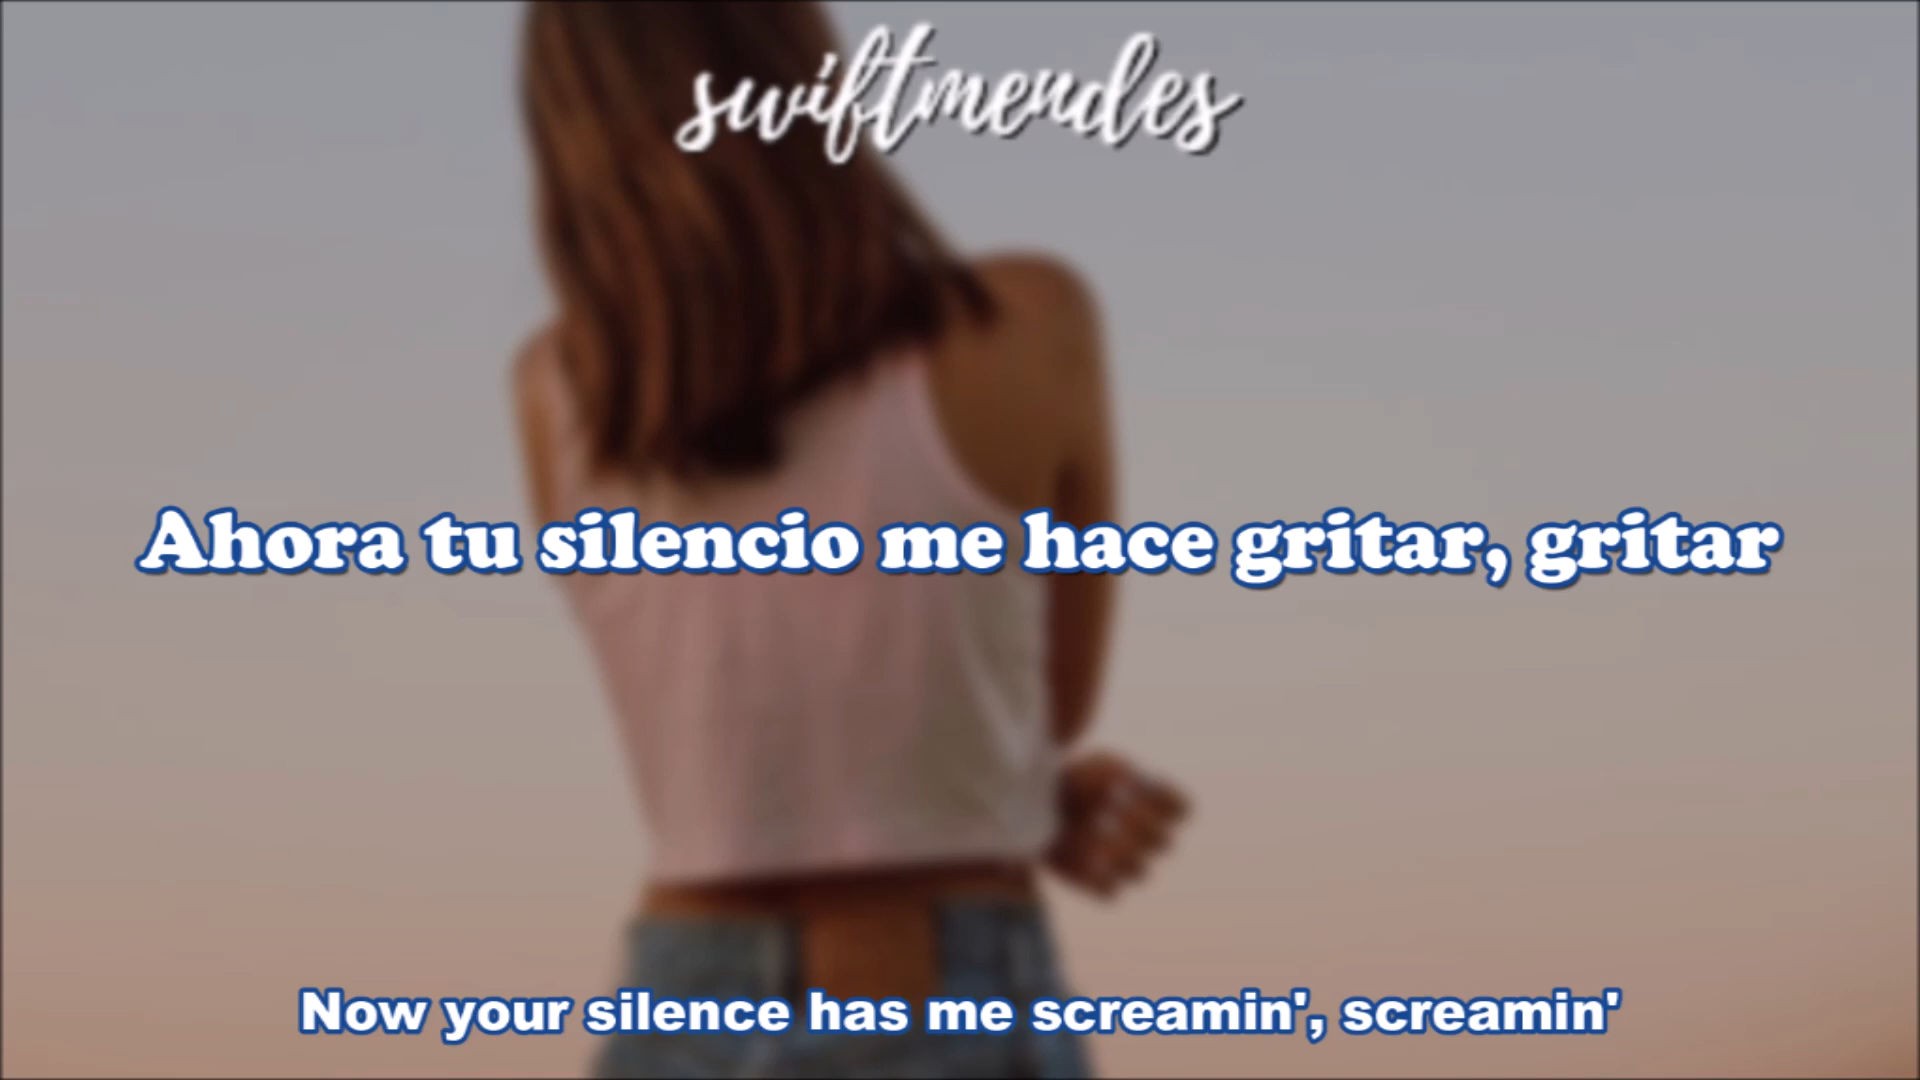 swiftmendes
Ahora tu silencio me hace gritar, gritar
Now your silence has me screamin', screamin'